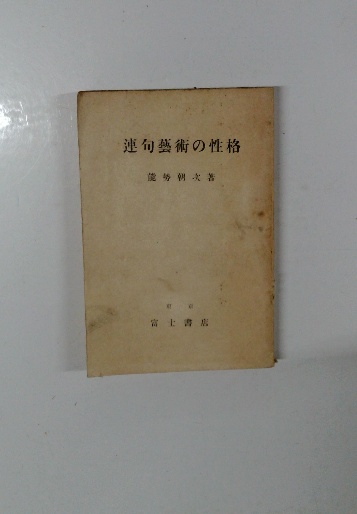 連句藝術の性格
能勢朝次著
東京
富士書店